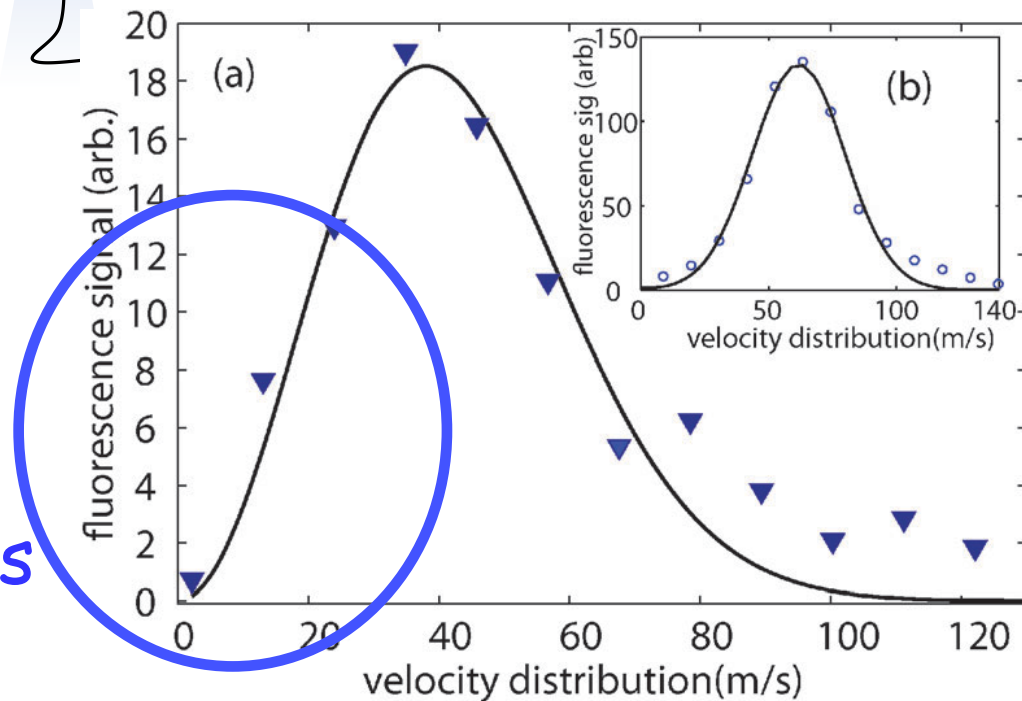 20
18
16
14
12
10
8
6
4
2
0
fluorescence signal (arb.)
(a)
0 20 40 60 80 100 120
velocity distribution(m/s)
150
100
50
0
fluorescence sig (arb)
(b)
0 50 100 140
velocity distribution(m/s)
s